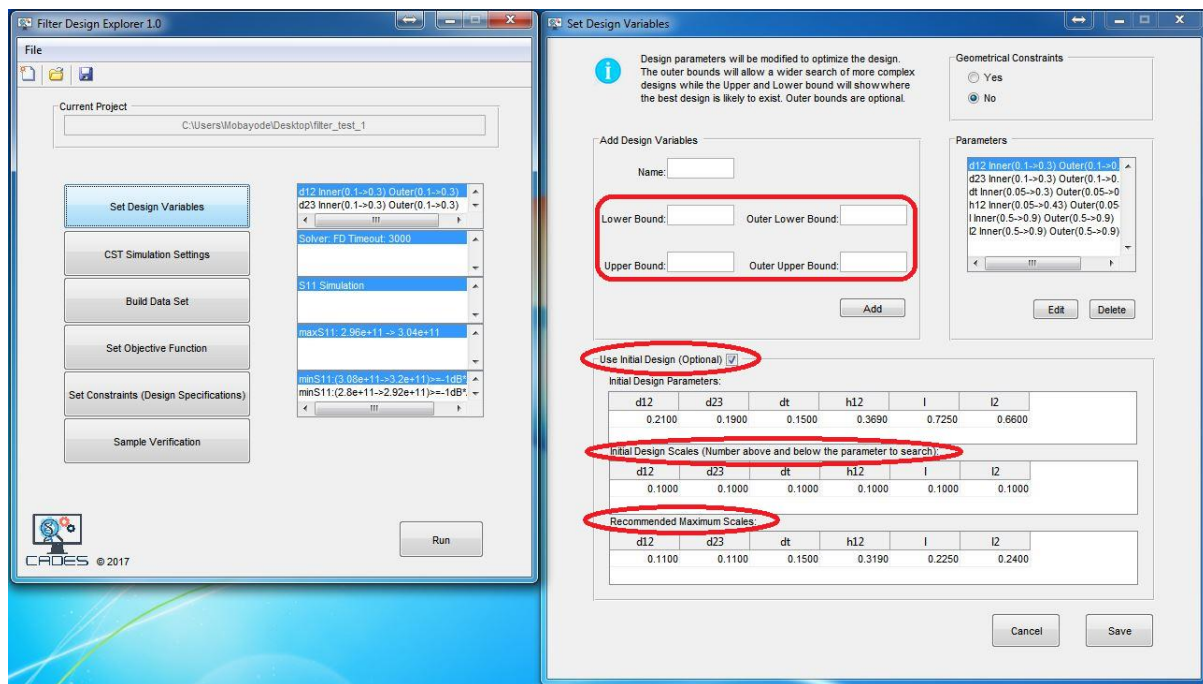 Filter Design Explorer 1.0
File
Current Project
C:\Users\Mobayode\Desktop\filter_test_1
Set Design Variables
d12 Inner(0.1->0.3) Outer(0.1->0.3)
d23 Inner(0.1->0.3) Outer(0.1->0.3)
CST Simulation Settings
Solver: FD Timeout: 3000
Build Data Set
S11 Simulation
Set Objective Function
maxS11: 2.96e+11 -> 3.04e+11
Set Constraints (Design Specifications)
minS11:(3.08e+11->3.2e+11)>=-1dB*
minS11:(2.8e+11->2.92e+11)>=-1dB*
Sample Verification
Run
CADES © 2017
Set Design Variables
Design parameters will be modified to optimize the design.
The outer bounds will allow a wider search of more complex
designs while the Upper and Lower bound will show where
the best design is likely to exist. Outer bounds are optional.
Geometrical Constraints
Yes
No
Add Design Variables
Name:
Lower Bound: Outer Lower Bound:
Upper Bound: Outer Upper Bound:
Add
Parameters
d12 Inner(0.1->0.3) Outer(0.1->0.
d23 Inner(0.1->0.3) Outer(0.1->0.
dt Inner(0.05->0.3) Outer(0.05->0
h12 Inner(0.05->0.43) Outer(0.05
l Inner(0.5->0.9) Outer(0.5->0.9)
l2 Inner(0.5->0.9) Outer(0.5->0.9)
Edit Delete
Use Initial Design (Optional)
Initial Design Parameters:
d12 d23 dt h12 l l2
0.2100 0.1900 0.1500 0.3690 0.7250 0.6600
Initial Design Scales (Number above and below the parameter to search):
d12 d23 dt h12 l l2
0.1000 0.1000 0.1000 0.1000 0.1000 0.1000
Recommended Maximum Scales:
d12 d23 dt h12 l l2
0.1100 0.1100 0.1500 0.3190 0.2250 0.2400
Cancel Save